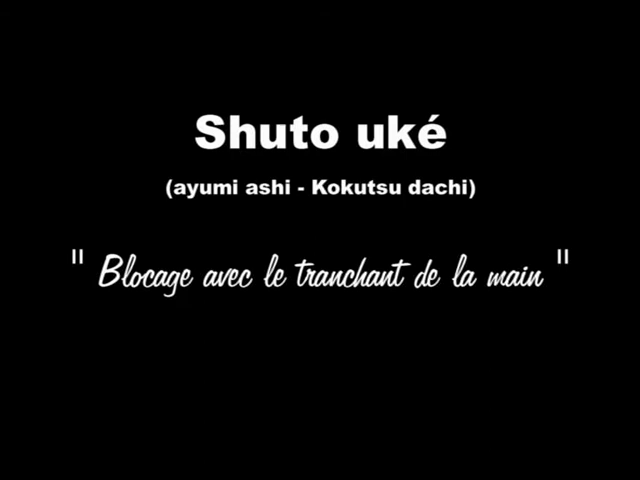 Shuto uké
(ayumi ashi - Kokutsu dachi)
" Blocage avec le tranchant de la main "